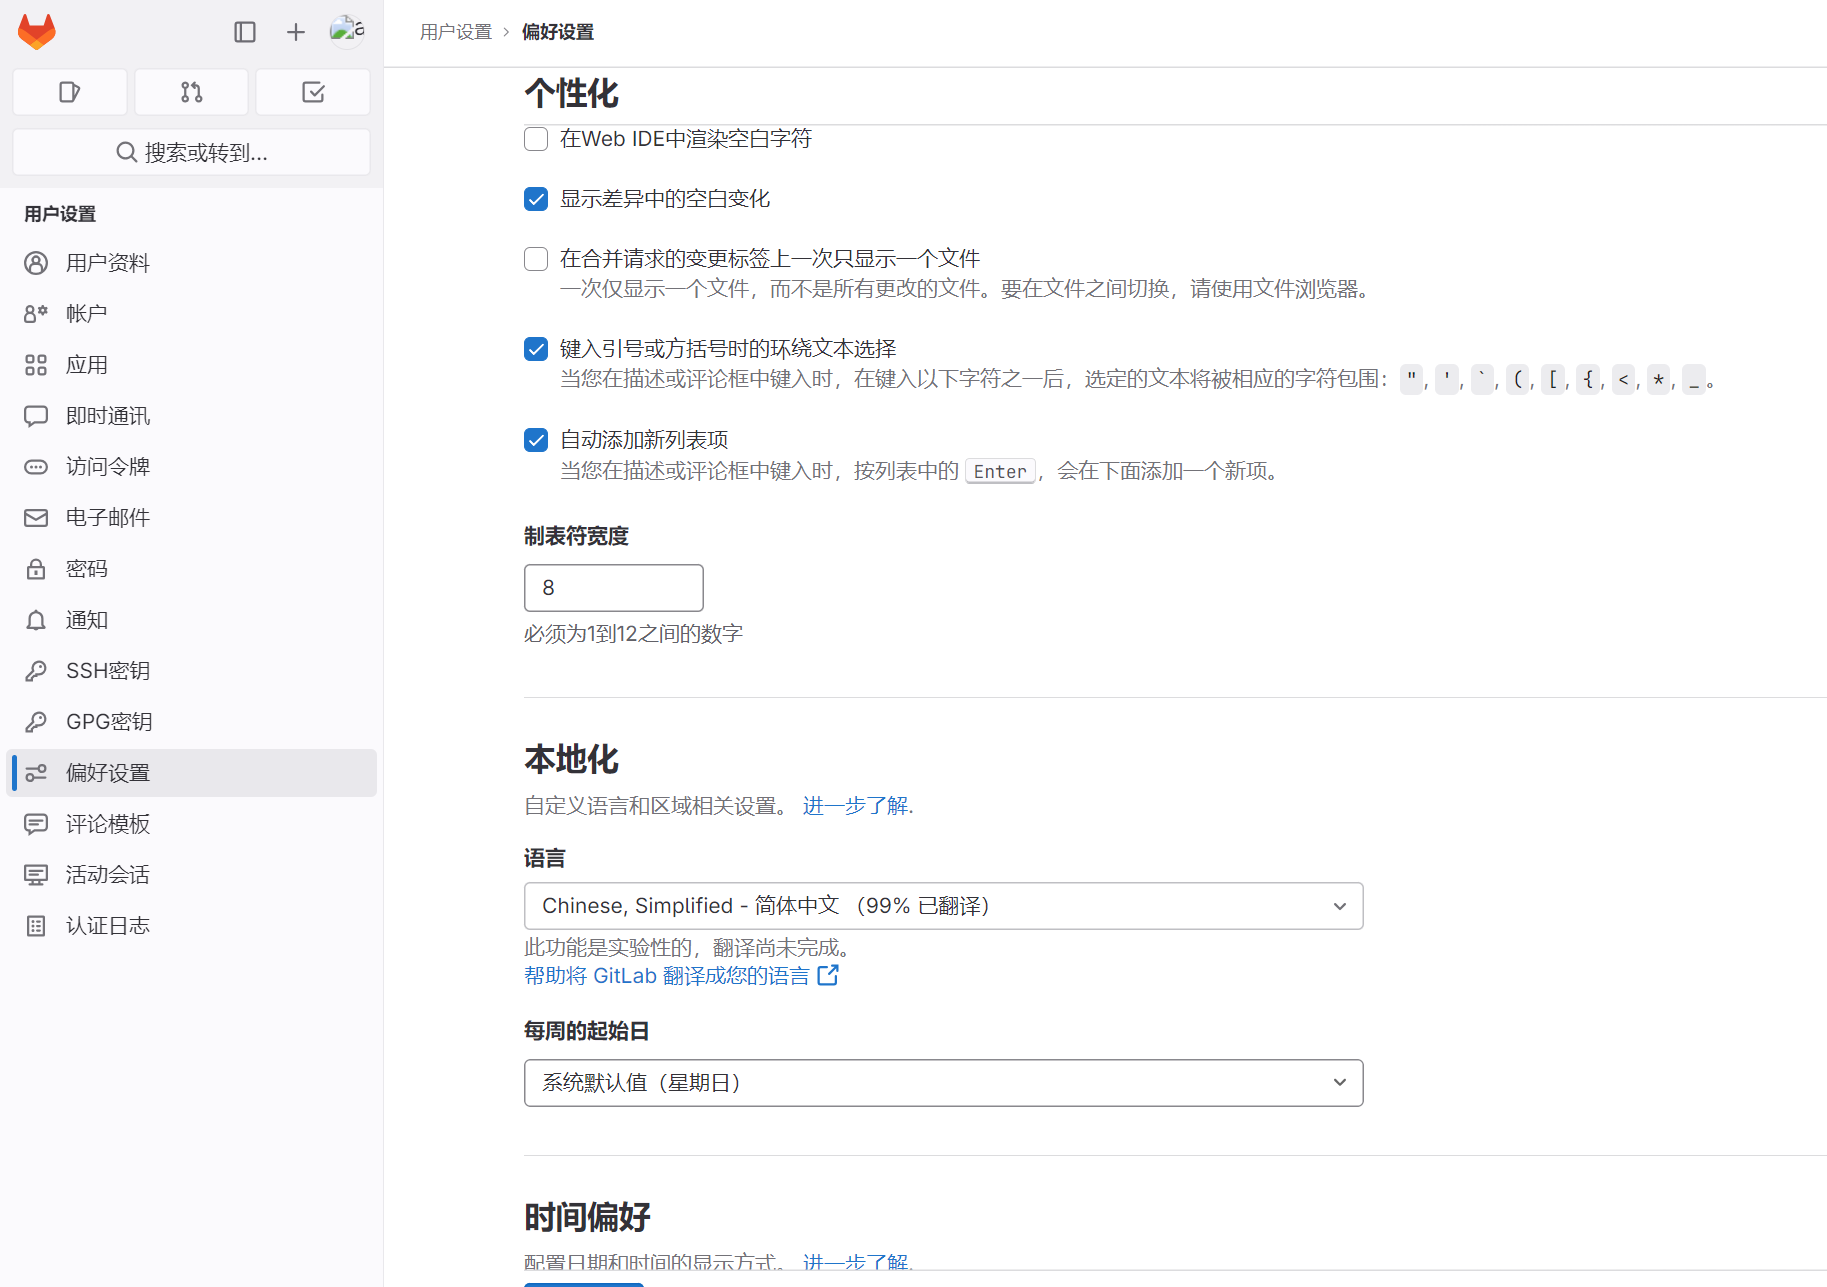 搜索或转到...
用户设置
用户资料
帐户
应用
即时通讯
访问令牌
电子邮件
密码
通知
SSH密钥
GPG密钥
偏好设置
评论模板
活动会话
认证日志
用户设置 › 偏好设置
个性化
在Web IDE中渲染空白字符
显示差异中的空白变化
在合并请求的变更标签上一次只显示一个文件
一次仅显示一个文件，而不是所有更改的文件。要在文件之间切换，请使用文件浏览器。
键入引号或方括号时的环绕文本选择
当您在描述或评论框中键入时，在键入以下字符之一后，选定的文本将被相应的字符包围： ", ', `, (, [, {, <, *, _。
自动添加新列表项
当您在描述或评论框中键入时，按列表中的 Enter，会在下面添加一个新项。
制表符宽度
8
必须为1到12之间的数字
本地化
自定义语言和区域相关设置。 进一步了解.
语言
Chinese, Simplified - 简体中文 （99% 已翻译）
此功能是实验性的，翻译尚未完成。
帮助将 GitLab 翻译成您的语言
每周的起始日
系统默认值（星期日）
时间偏好
配置日期和时间的显示方式。 进一步了解.